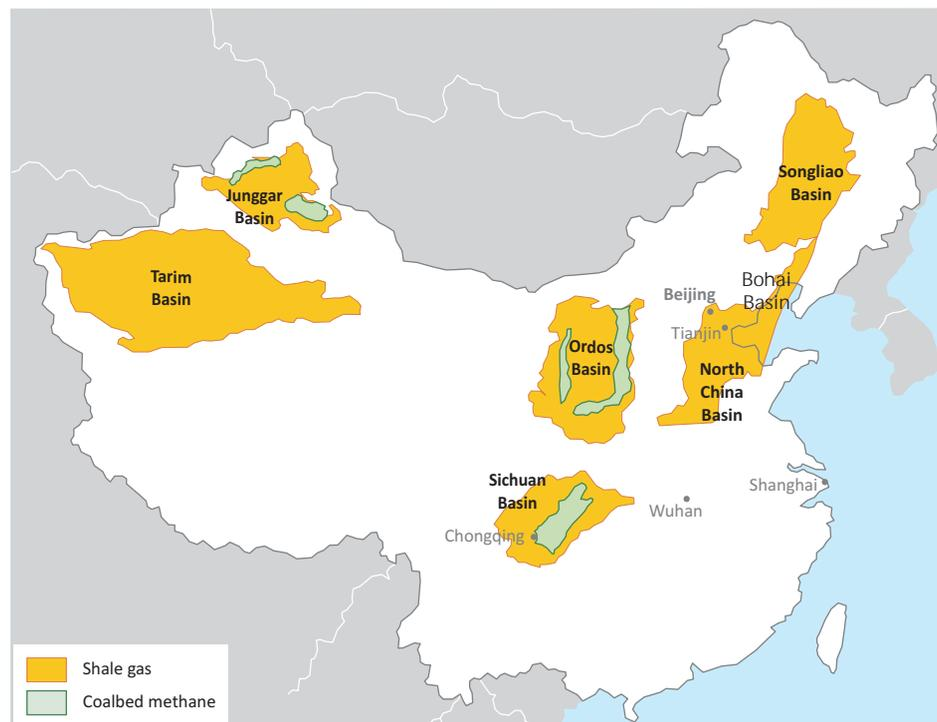 Songliao
Basin
Junggar
Basin
Tarim
Basin
Bohai
Basin
Beijing
Tianjin
Ordos
Basin
North
China
Basin
Sichuan
Basin
Shanghai
Wuhan
Chongqing
Shale gas
Coalbed methane